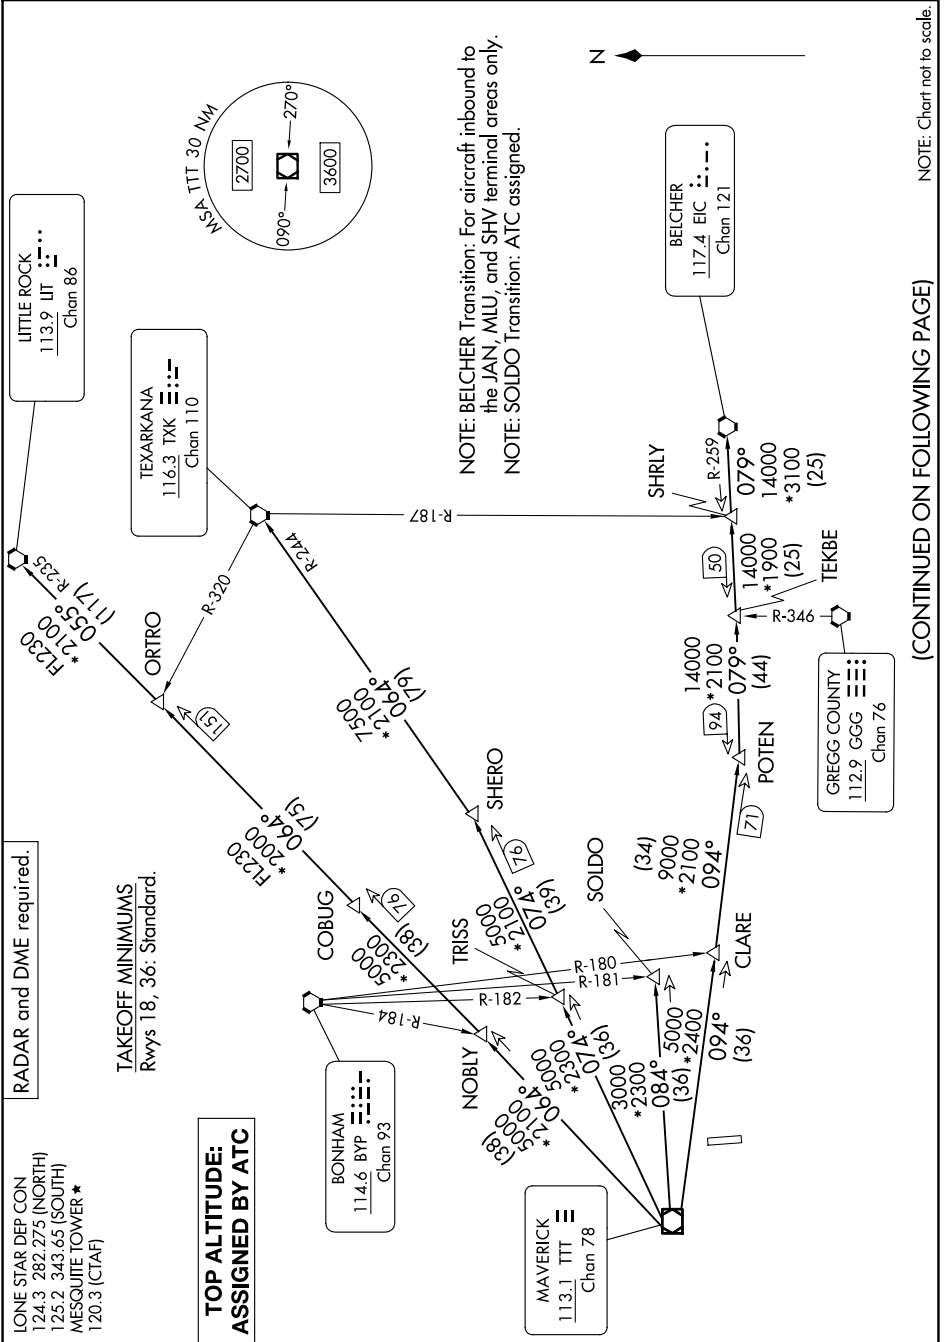 LONE STAR DEP CON
124.3 282.275 (NORTH)
125.2 343.65 (SOUTH)
MESQUITE TOWER ★
120.3 (CTAF)
RADAR and DME required.
TAKEOFF MINIMUMS
Rwys 18, 36: Standard.
TOP ALTITUDE:
ASSIGNED BY ATC
LITTLE ROCK
113.9 LIT
Chan 86
TEXARKANA
116.3 TXK
Chan 110
MSA TTT 30 NM
2700
090°
270°
3600
N
NOTE: BELCHER Transition: For aircraft inbound to
the JAN, MLU, and SHV terminal areas only.
NOTE: SOLDO Transition: ATC assigned.
BONHAM
114.6 BYP
Chan 93
MAVERICK
113.1 TTT
Chan 78
BELCHER
117.4 EIC
Chan 121
GREGG COUNTY
112.9 GGG
Chan 76
R-235
FL230
*2100
055°
(117)
ORTRO
R-320
151
FL230
*2000
064°
(75)
COBUG
76
5000
*2300
(38)
NOBLY
R-184
(38)
5000
*2100
064°
R-244
7500
*2100
064°
(79)
SHERO
76
5000
*2100
074°
(39)
TRISS
R-182
5000
*2300
074°
(36)
SOLDO
R-181
3000
*2300
084°
(36)
R-180
CLARE
5000
*2400
094°
(36)
(34)
9000
*2100
094°
71
POTEN
94
14000
*2100
079°
(44)
R-346
TEKBE
50
14000
*1900
(25)
SHRLY
R-187
R-259
079°
14000
*3100
(25)
(CONTINUED ON FOLLOWING PAGE)
NOTE: Chart not to scale.